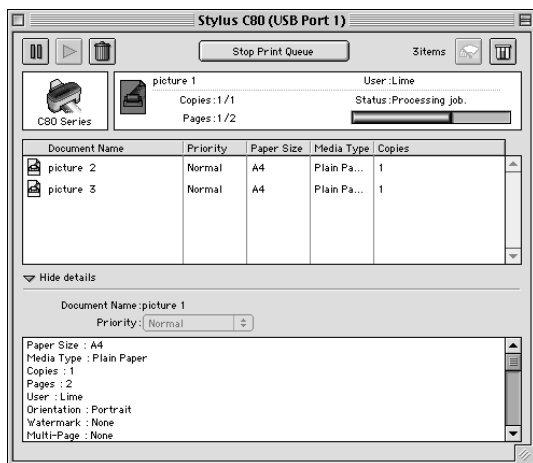 Stylus C80 (USB Port 1)
Stop Print Queue
3items
C80 Series
picture 1
User:Lime
Copies:1/1
Status:Processing job.
Pages:1/2
Document Name Priority Paper Size Media Type Copies
picture 2 Normal A4 Plain Pa... 1
picture 3 Normal A4 Plain Pa... 1
Hide details
Document Name:picture 1
Priority: Normal
Paper Size : A4
Media Type : Plain Paper
Copies : 1
Pages : 2
User : Lime
Orientation : Portrait
Watermark : None
Multi-Page : None